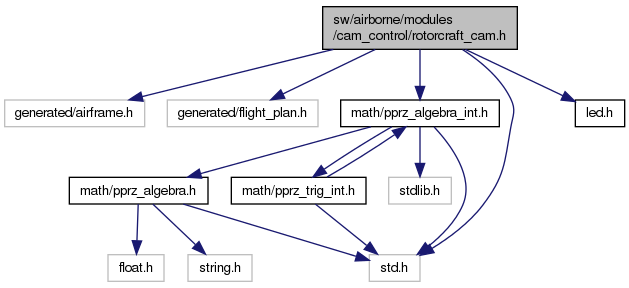 sw/airborne/modules
/cam_control/rotorcraft_cam.h
generated/airframe.h
generated/flight_plan.h
math/pprz_algebra_int.h
led.h
math/pprz_algebra.h
math/pprz_trig_int.h
stdlib.h
float.h
string.h
std.h